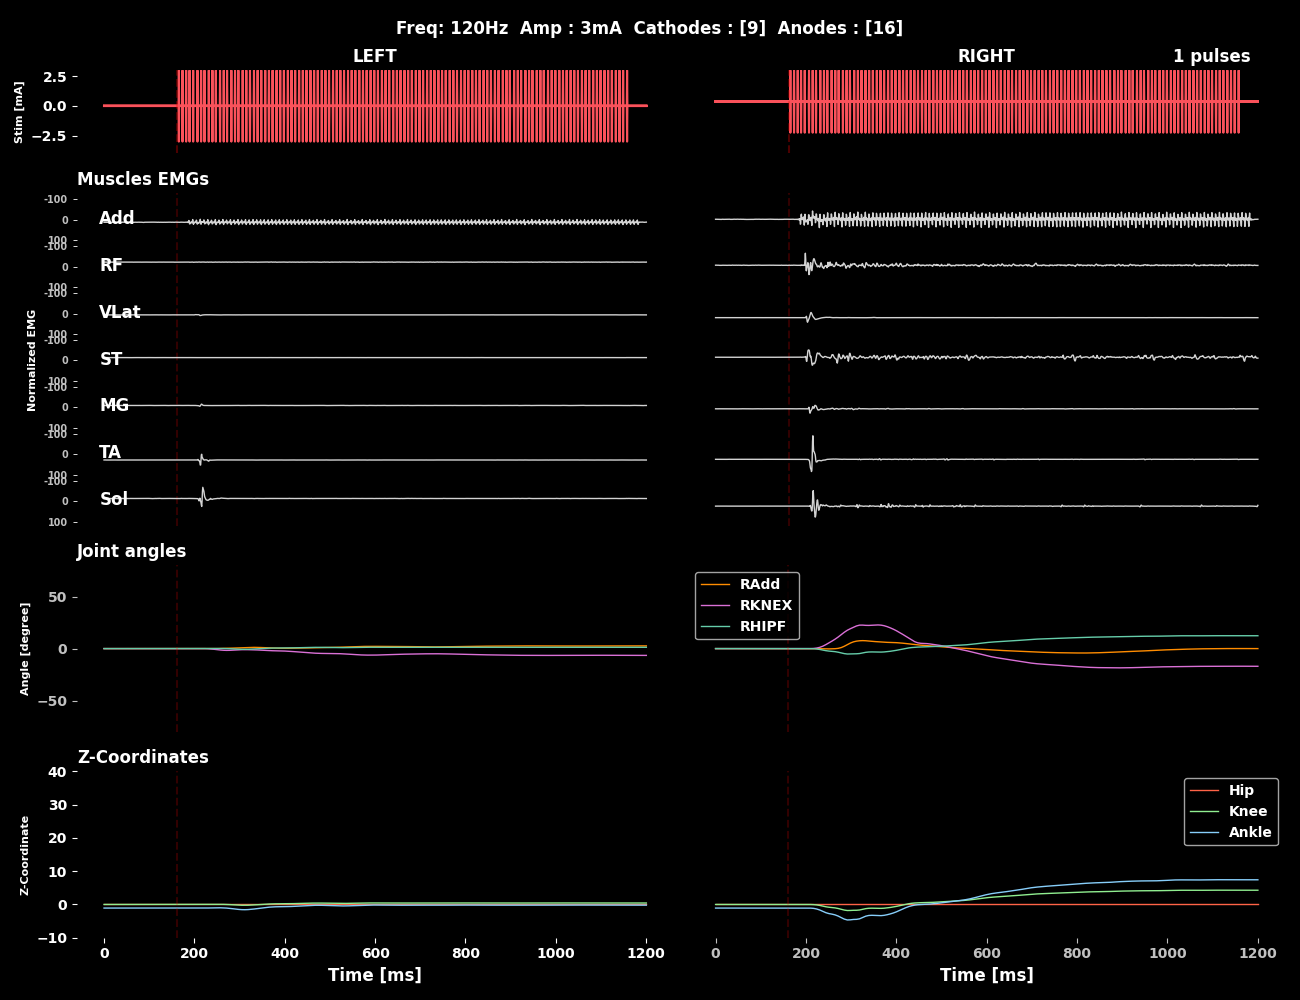 Freq: 120Hz  Amp : 3mA  Cathodes : [9]  Anodes : [16]
LEFT
RIGHT
1 pulses
Stim [mA]
2.5
0.0
−2.5
Muscles EMGs
Normalized EMG
-100
Add
0
100
-100
RF
0
100
-100
VLat
0
100
-100
ST
0
100
-100
MG
0
100
-100
TA
0
100
-100
Sol
0
100
Joint angles
Angle [degree]
50
0
−50
RAdd
RKNEX
RHIPF
Z-Coordinates
Z-Coordinate
40
30
20
10
0
−10
Hip
Knee
Ankle
0 200 400 600 800 1000 1200
0 200 400 600 800 1000 1200
Time [ms]
Time [ms]